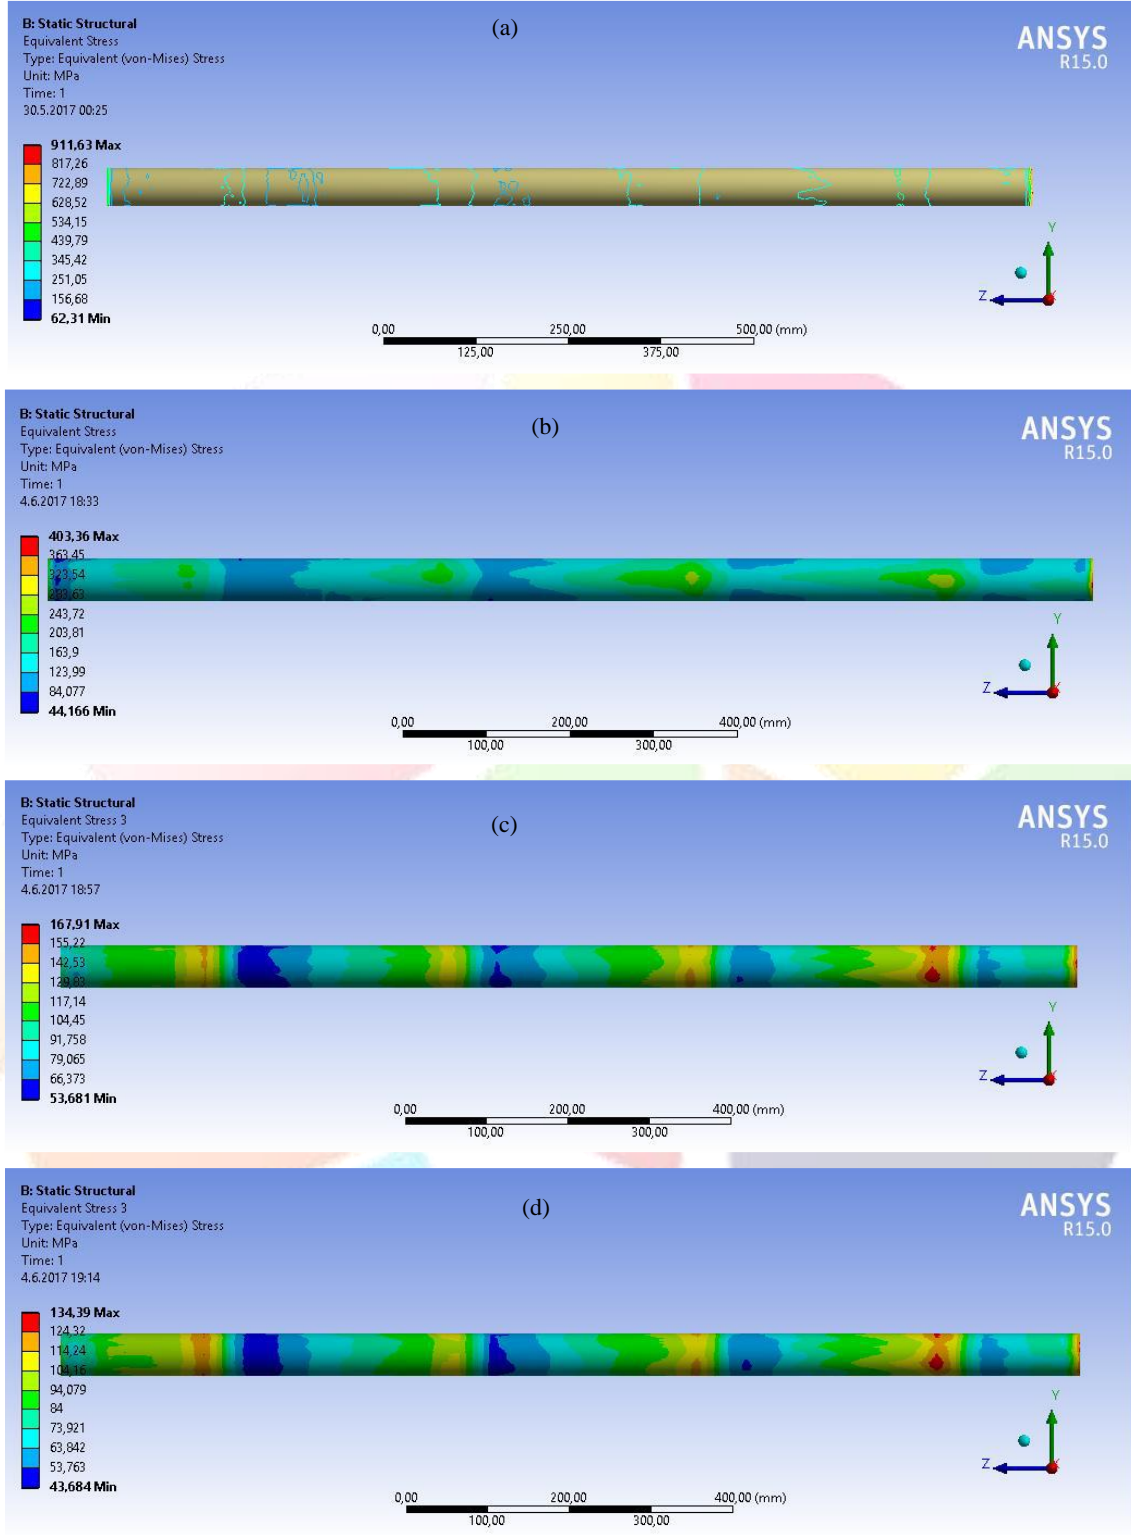 B: Static Structural
Equivalent Stress
Type: Equivalent (von-Mises) Stress
Unit: MPa
Time: 1
30.5.2017 00:25
(a)
ANSYS
R15.0
911,63 Max
817,26
722,89
628,52
534,15
439,79
345,42
251,05
156,68
62,31 Min
Y
Z
0,00 250,00 500,00 (mm)
125,00 375,00
B: Static Structural
Equivalent Stress
Type: Equivalent (von-Mises) Stress
Unit: MPa
Time: 1
4.6.2017 18:33
(b)
ANSYS
R15.0
403,36 Max
363,45
323,54
283,63
243,72
203,81
163,9
123,99
84,077
44,166 Min
Y
Z
0,00 200,00 400,00 (mm)
100,00 300,00
B: Static Structural
Equivalent Stress 3
Type: Equivalent (von-Mises) Stress
Unit: MPa
Time: 1
4.6.2017 18:57
(c)
ANSYS
R15.0
167,91 Max
155,22
142,53
129,83
117,14
104,45
91,758
79,065
66,373
53,681 Min
Y
Z
0,00 200,00 400,00 (mm)
100,00 300,00
B: Static Structural
Equivalent Stress 3
Type: Equivalent (von-Mises) Stress
Unit: MPa
Time: 1
4.6.2017 19:14
(d)
ANSYS
R15.0
134,39 Max
124,32
114,24
104,16
94,079
84
73,921
63,842
53,763
43,684 Min
Y
Z
0,00 200,00 400,00 (mm)
100,00 300,00